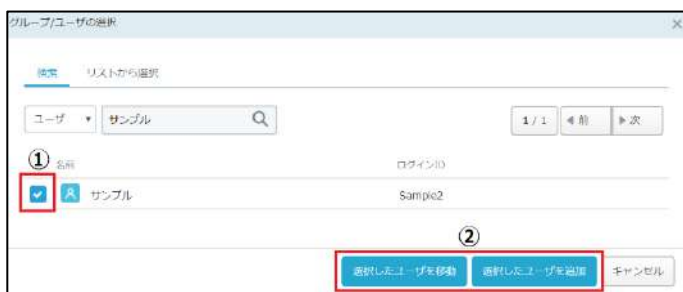 グループ/ユーザの選択
検索 リストから選択
ユーザ サンプル 1 / 1 前 次
① 名前 ログインID
サンプル Sample2
②
選択したユーザを移動 選択したユーザを追加 キャンセル